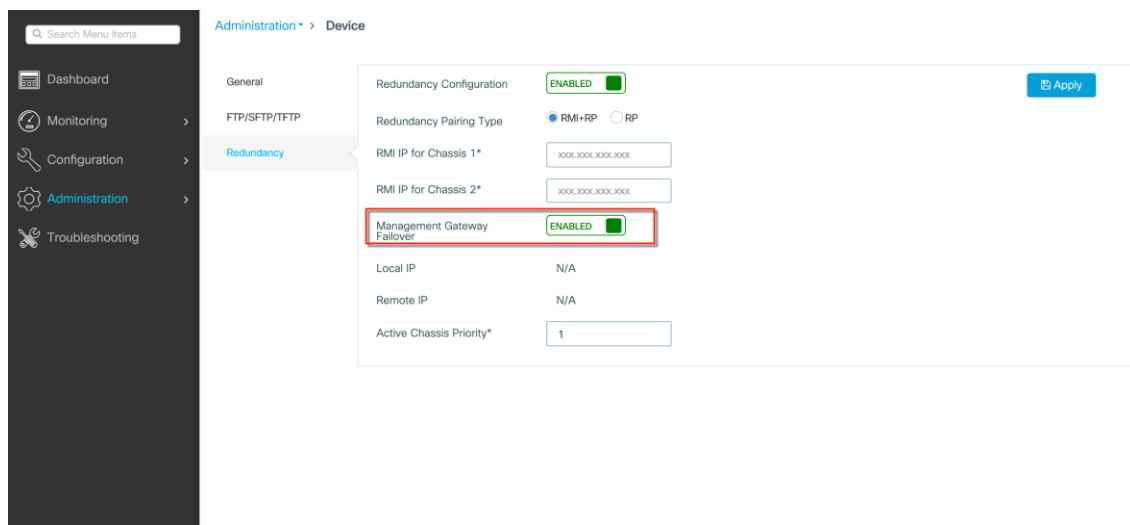 Search Menu Items
Administration > Device
Dashboard
Monitoring
Configuration
Administration
Troubleshooting
General
FTP/SFTP/TFTP
Redundancy
Redundancy Configuration ENABLED
Apply
Redundancy Pairing Type RMI+RP RP
RMI IP for Chassis 1* xxx.xxx.xxx.xxx
RMI IP for Chassis 2* xxx.xxx.xxx.xxx
Management Gateway
Failover
ENABLED
Local IP N/A
Remote IP N/A
Active Chassis Priority* 1